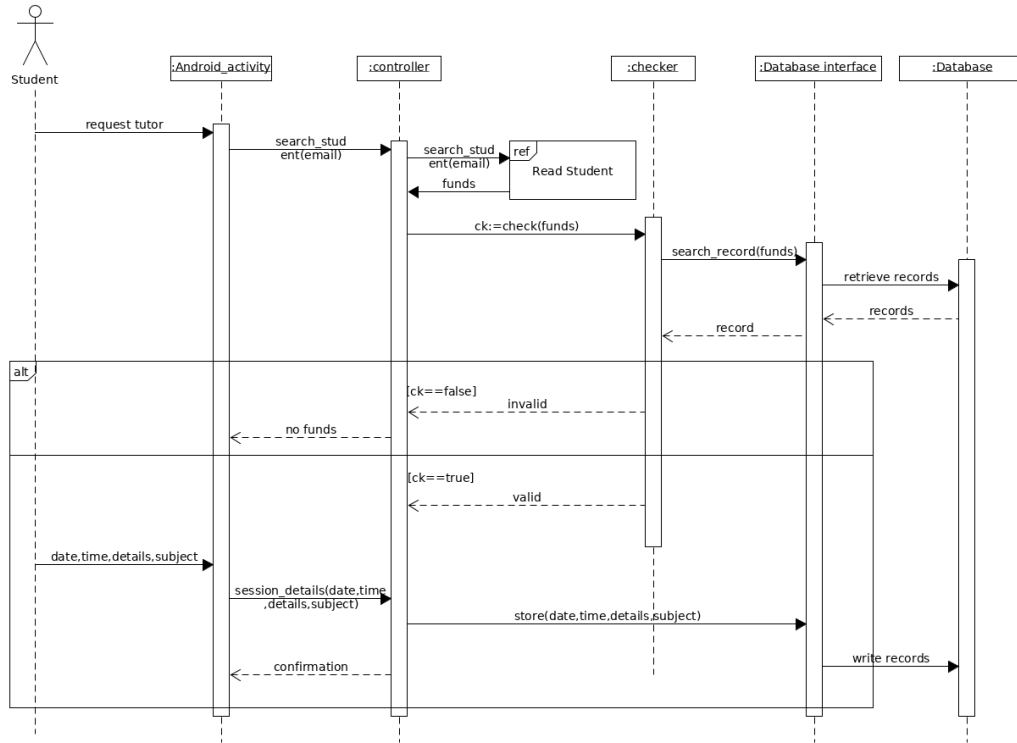 Student
:Android_activity
:controller
:checker
:Database interface
:Database
request tutor
search_stud
ent(email)
search_stud
ent(email)
ref
Read Student
funds
ck:=check(funds)
search_record(funds)
retrieve records
records
record
alt
[ck==false]
invalid
no funds
[ck==true]
valid
date,time,details,subject
session_details(date,time
,details,subject)
store(date,time,details,subject)
write records
confirmation